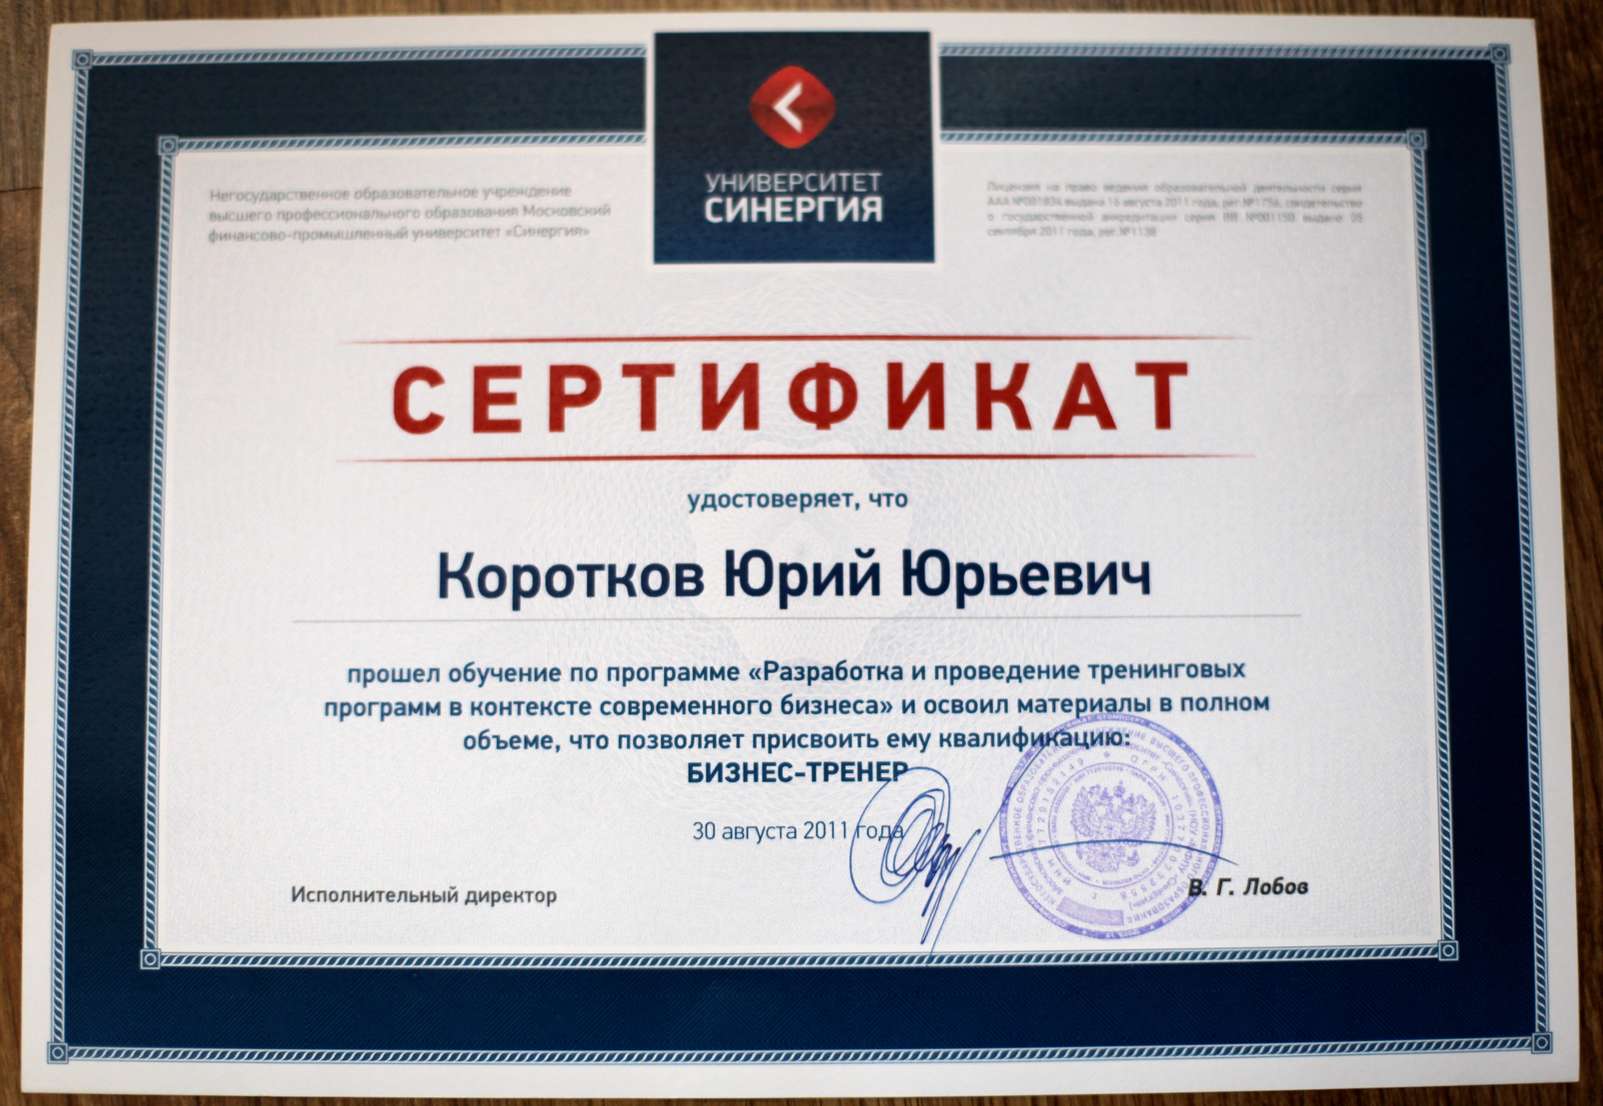 УНИВЕРСИТЕТ
СИНЕРГИЯ
Негосударственное образовательное учреждение
высшего профессионального образования Московский
финансово-промышленный университет «Синергия»
Лицензия на право ведения образовательной деятельности серия
ААА №001834 выдана 16 августа 2011 года, рег.№1756, свидетельство
о государственной аккредитации серия ВВ №001150 выдано 05
сентября 2011 года, рег.№1138
СЕРТИФИКАТ
удостоверяет, что
Коротков Юрий Юрьевич
прошел обучение по программе «Разработка и проведение тренинговых
программ в контексте современного бизнеса» и освоил материалы в полном
объеме, что позволяет присвоить ему квалификацию:
БИЗНЕС-ТРЕНЕР
30 августа 2011 года
Исполнительный директор
В. Г. Лобов